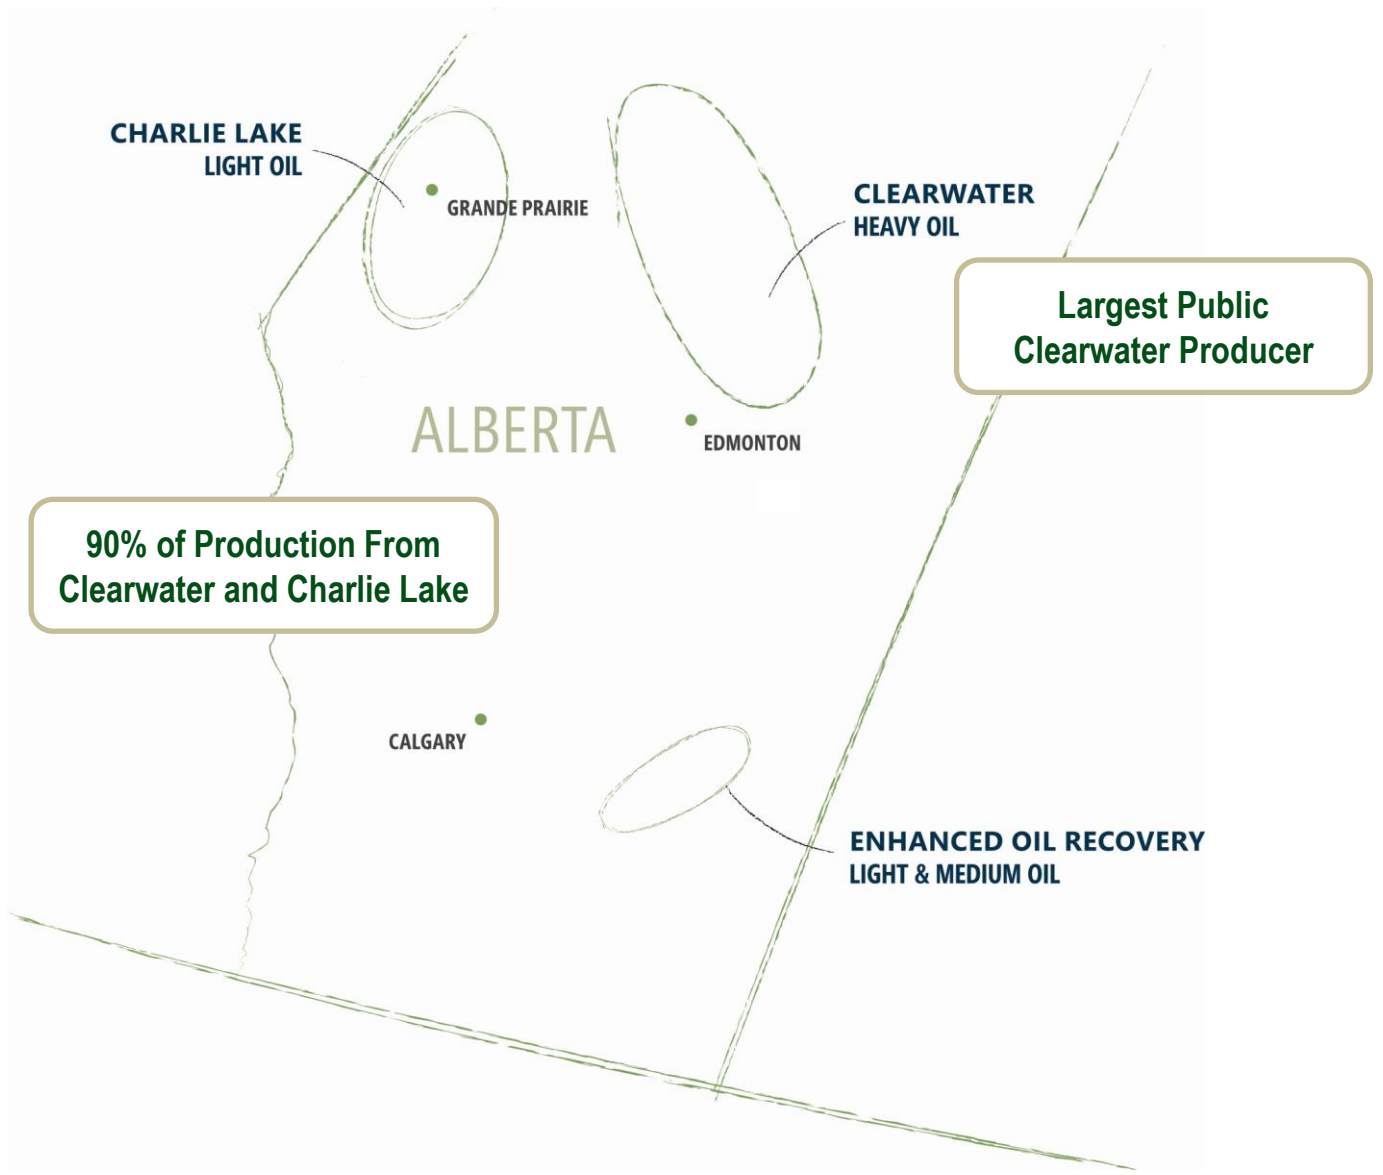 CHARLIE LAKE
LIGHT OIL
GRANDE PRAIRIE
CLEARWATER
HEAVY OIL
Largest Public
Clearwater Producer
ALBERTA
EDMONTON
90% of Production From
Clearwater and Charlie Lake
CALGARY
ENHANCED OIL RECOVERY
LIGHT & MEDIUM OIL